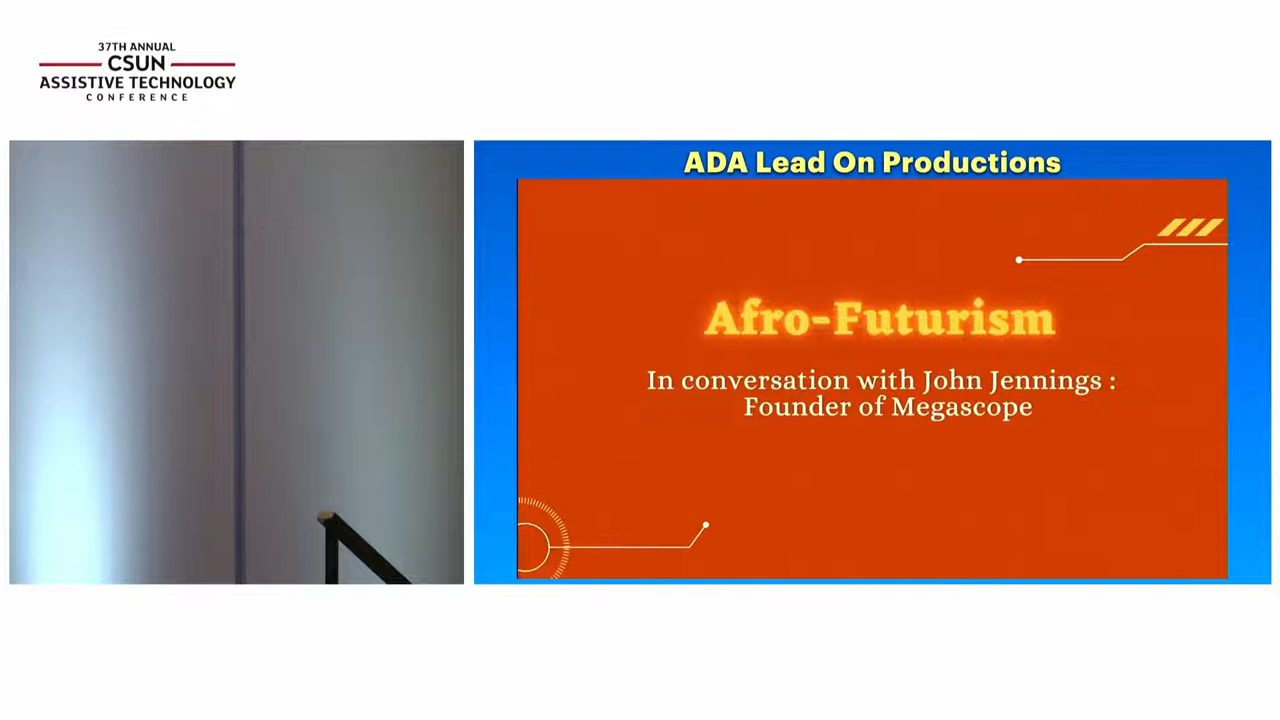 37TH ANNUAL
CSUN
ASSISTIVE TECHNOLOGY
CONFERENCE
ADA Lead On Productions
Afro-Futurism
In conversation with John Jennings :
Founder of Megascope